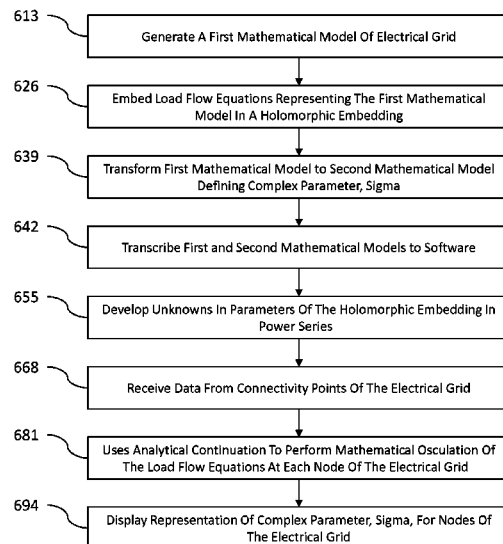 613
Generate A First Mathematical Model Of Electrical Grid
626
Embed Load Flow Equations Representing The First Mathematical
Model In A Holomorphic Embedding
639
Transform First Mathematical Model to Second Mathematical Model
Defining Complex Parameter, Sigma
642
Transcribe First and Second Mathematical Models to Software
655
Develop Unknowns In Parameters Of The Holomorphic Embedding In
Power Series
668
Receive Data From Connectivity Points Of The Electrical Grid
681
Uses Analytical Continuation To Perform Mathematical Osculation Of
The Load Flow Equations At Each Node Of The Electrical Grid
694
Display Representation Of Complex Parameter, Sigma, For Nodes Of
The Electrical Grid